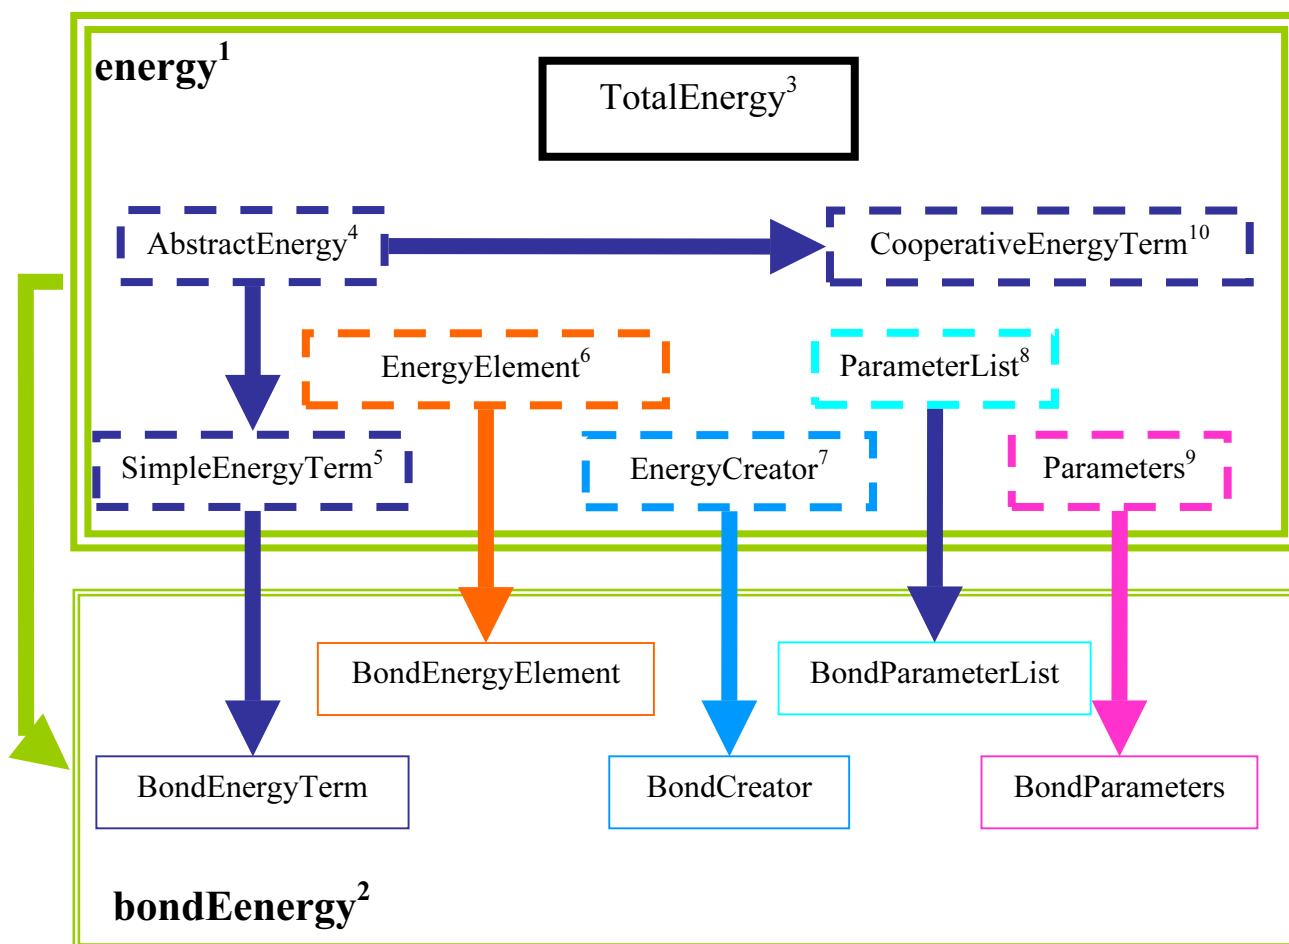 energy1
TotalEnergy3
AbstractEnergy4
CooperativeEnergyTerm10
EnergyElement6
ParameterList8
SimpleEnergyTerm5
EnergyCreator7
Parameters9
BondEnergyElement
BondParameterList
BondEnergyTerm
BondCreator
BondParameters
bondEenergy2